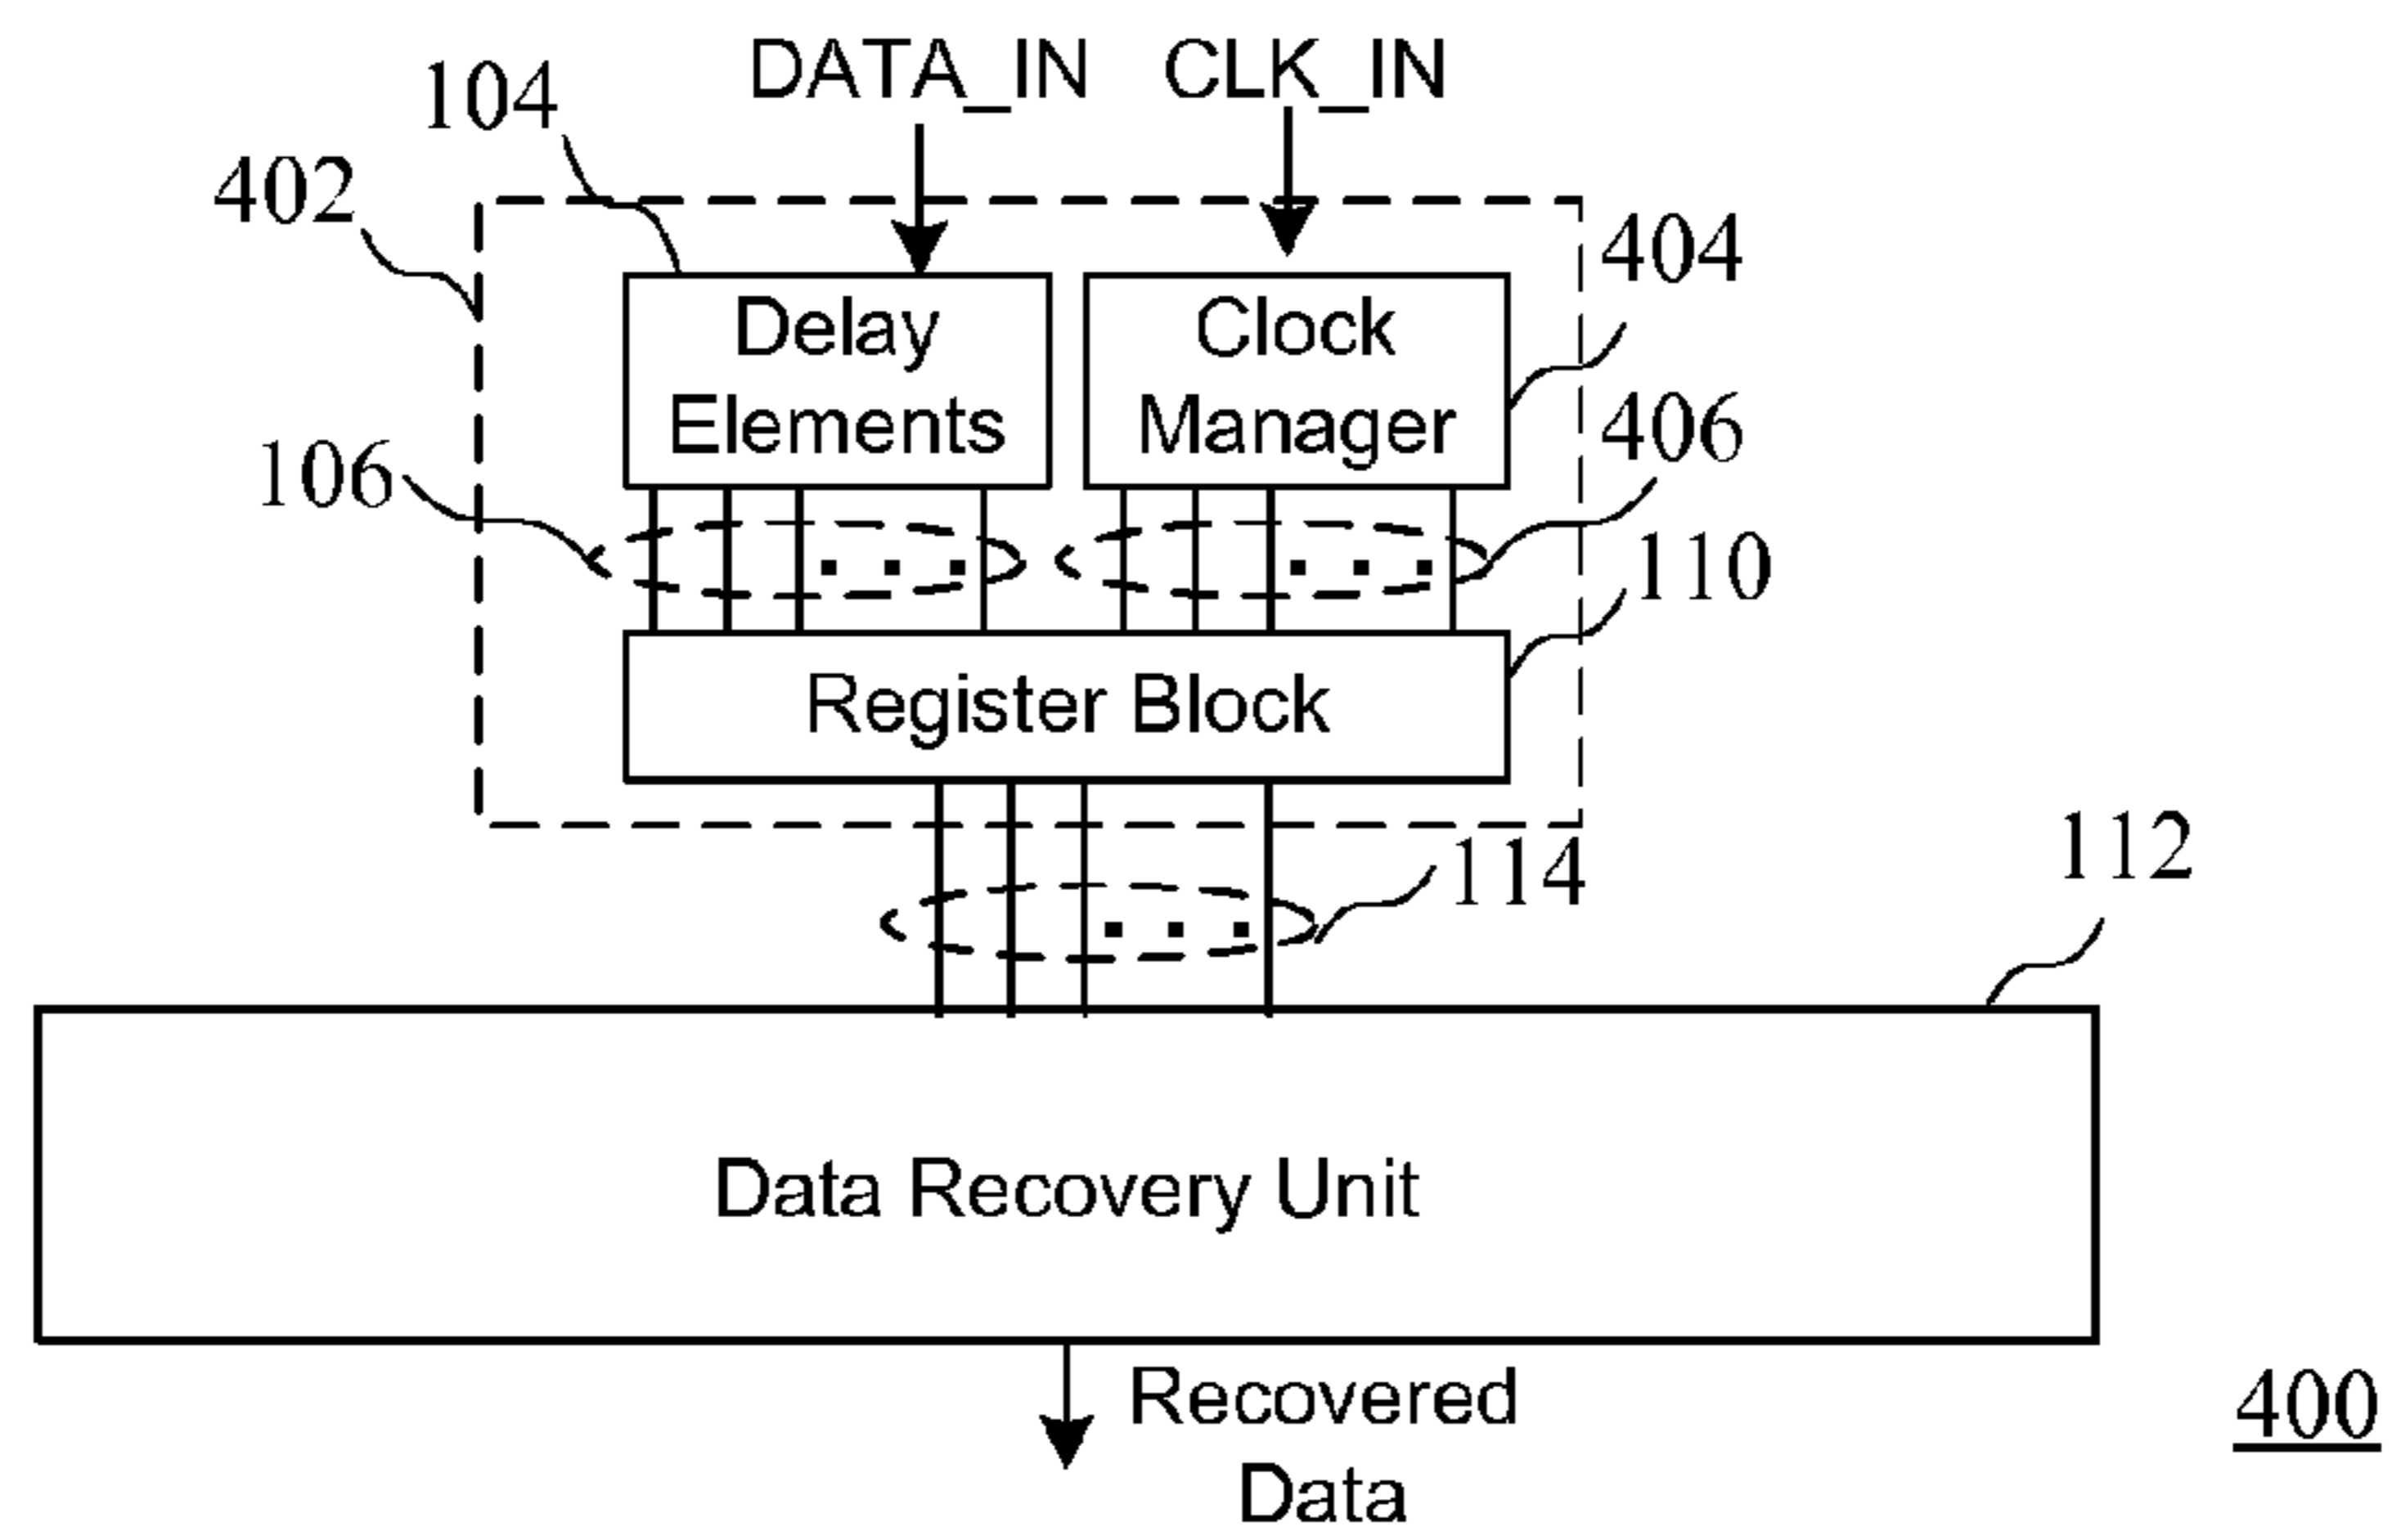 DATA_IN CLK_IN
104
402
404
Delay
Elements
Clock
Manager
106
406
110
Register Block
114
112
Data Recovery Unit
Recovered
Data
400